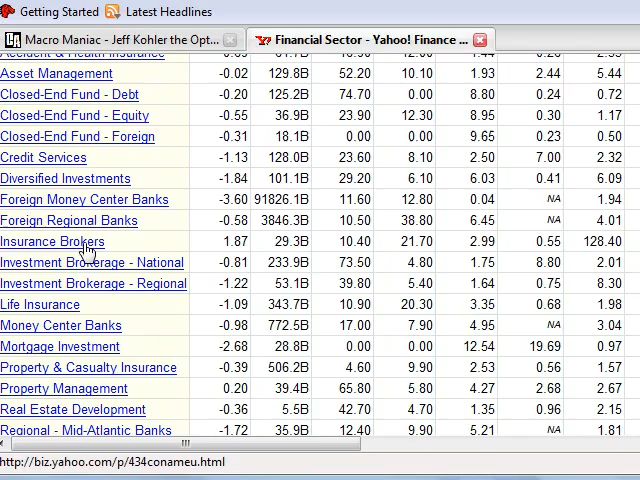 Getting Started Latest Headlines
Macro Maniac - Jeff Kohler the Opt... Financial Sector - Yahoo! Finance ...
Accident & Health Insurance
Asset Management -0.02 129.8B 52.20 10.10 1.93 2.44 5.44
Closed-End Fund - Debt -0.20 125.2B 74.70 0.00 8.80 0.24 0.72
Closed-End Fund - Equity -0.55 36.9B 23.90 12.30 8.95 0.30 1.17
Closed-End Fund - Foreign -0.31 18.1B 0.00 0.00 9.65 0.23 0.50
Credit Services -1.13 128.0B 23.60 8.10 2.50 7.00 2.32
Diversified Investments -1.84 101.1B 29.20 6.10 6.03 0.41 6.09
Foreign Money Center Banks -3.60 91826.1B 11.60 12.80 0.04 NA 1.94
Foreign Regional Banks -0.58 3846.3B 10.50 38.80 6.45 NA 4.01
Insurance Brokers 1.87 29.3B 10.40 21.70 2.99 0.55 128.40
Investment Brokerage - National -0.81 233.9B 73.50 4.80 1.75 8.80 2.01
Investment Brokerage - Regional -1.22 53.1B 39.80 5.40 1.64 0.75 8.30
Life Insurance -1.09 343.7B 10.90 20.30 3.35 0.68 1.98
Money Center Banks -0.98 772.5B 17.00 7.90 4.95 NA 3.04
Mortgage Investment -2.68 28.8B 0.00 0.00 12.54 19.69 0.97
Property & Casualty Insurance -0.39 506.2B 4.60 9.90 2.53 0.56 1.57
Property Management 0.20 39.4B 65.80 5.80 4.27 2.68 2.67
Real Estate Development -0.36 5.5B 42.70 4.70 1.35 0.96 2.15
Regional - Mid-Atlantic Banks -1.72 35.9B 12.40 9.90 5.21 NA 1.81
http://biz.yahoo.com/p/434conameu.html